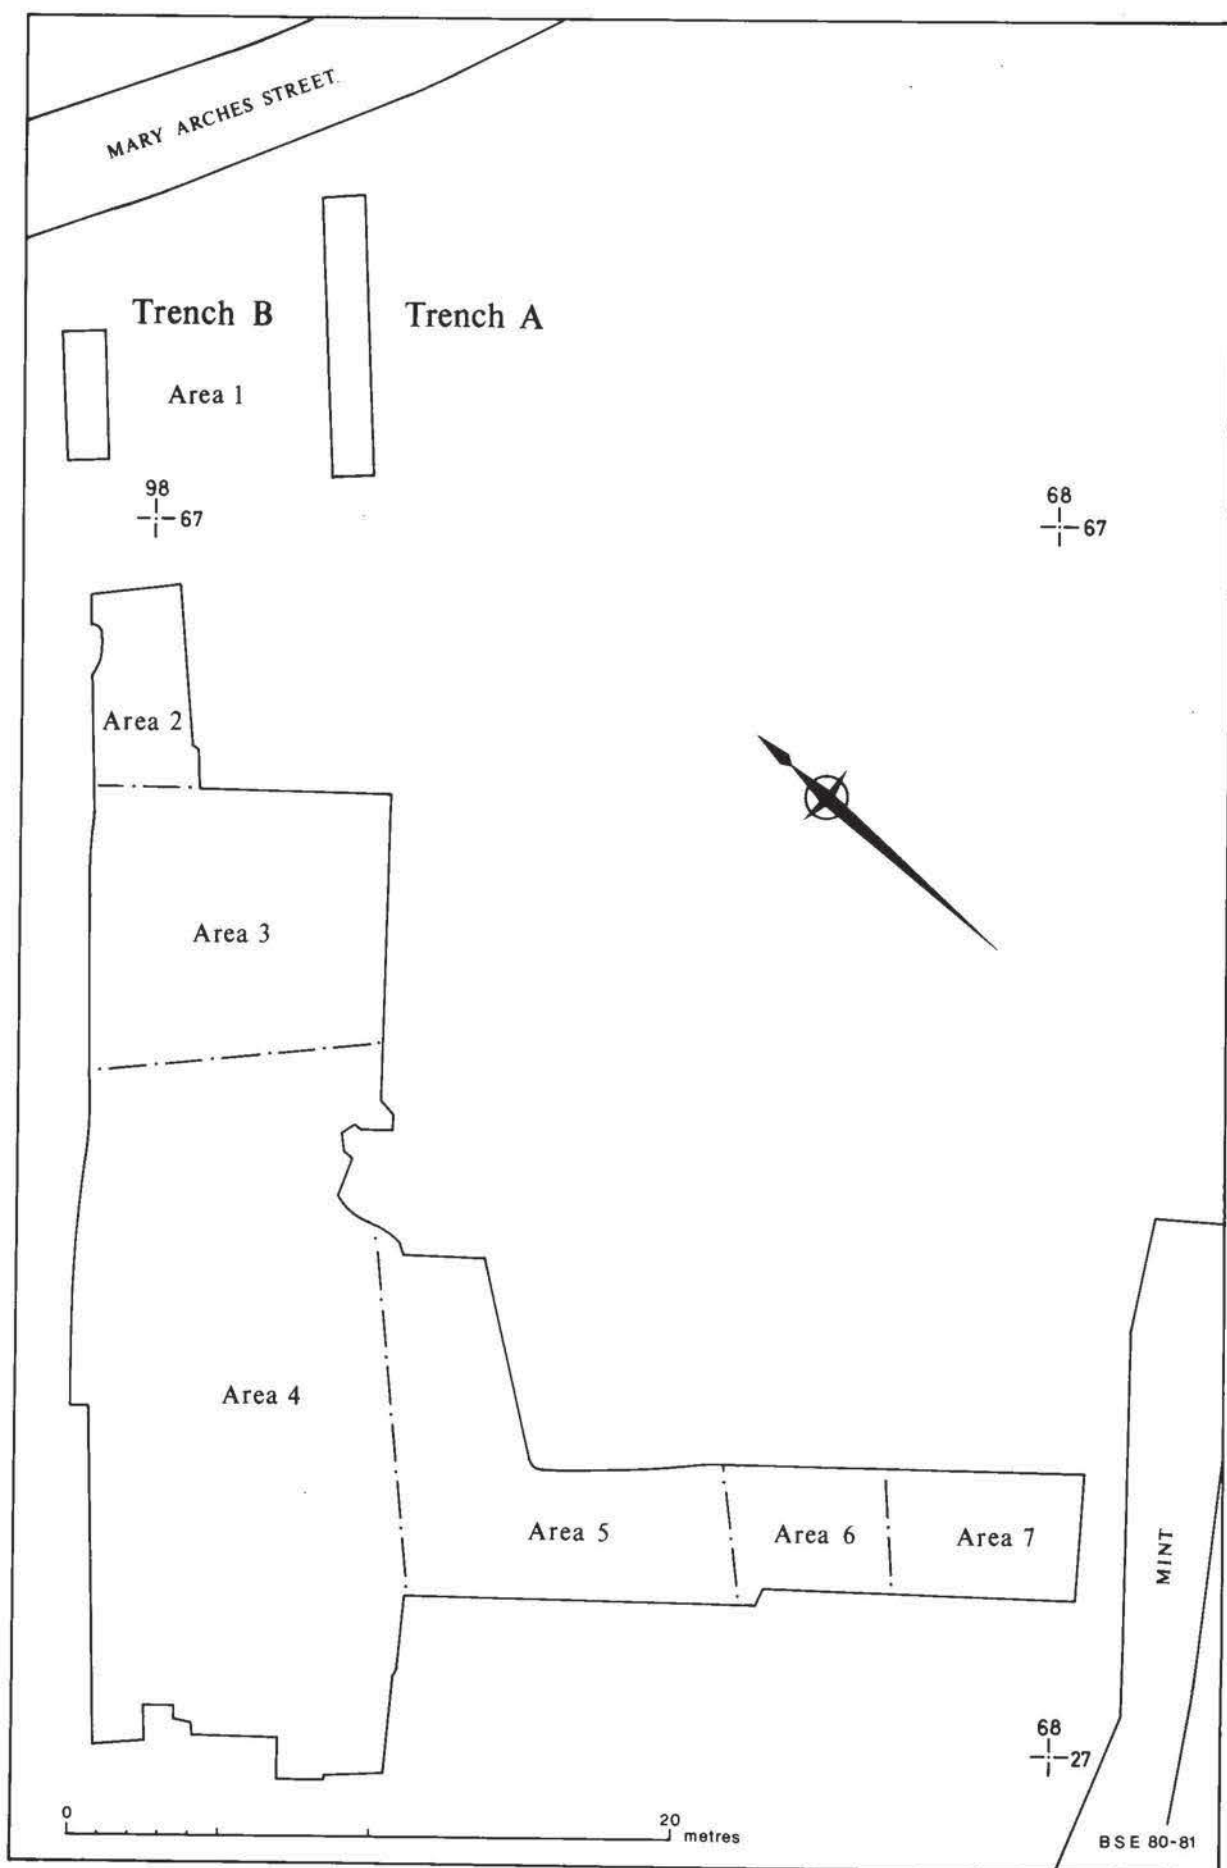 MARY ARCHES STREET.
Trench B
Trench A
Area 1
98
67
68
67
Area 2
Area 3
Area 4
Area 5
Area 6
Area 7
MINT
68
27
0
20
metres
BSE 80-81